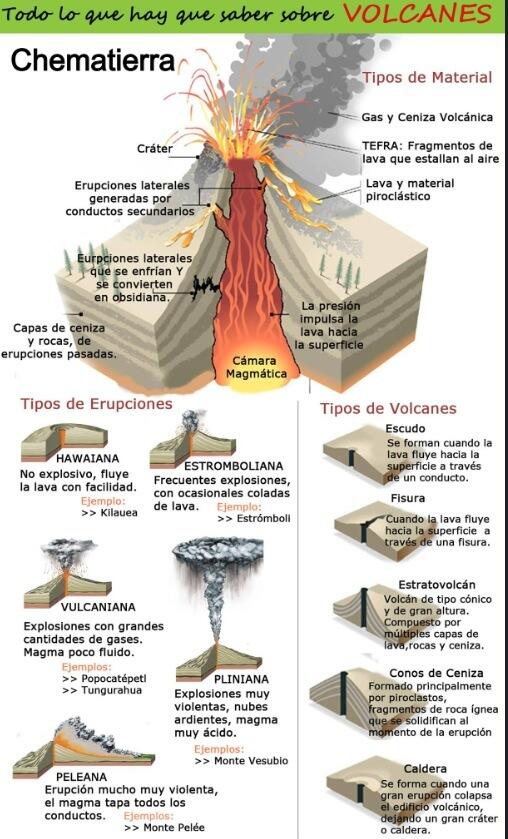 Todo lo que hay que saber sobre VOLCANES
Chematierra
Tipos de Material
Gas y Ceniza Volcánica
Cráter
TEFRA: Fragmentos de
lava que estallan al aire
Erupciones laterales
generadas por
conductos secundarios
Lava y material
piroclástico
Eurpciones laterales
que se enfrían Y
se convierten
en obsidiana.
La presión
impulsa la
lava hacia
la superficie
Capas de ceniza
y rocas, de
erupciones pasadas.
Cámara
Magmática
Tipos de Erupciones
HAWAIANA
No explosivo, fluye
la lava con facilidad.
Ejemplo:
>> Kilauea
ESTROMBOLIANA
Frecuentes explosiones,
con ocasionales coladas
de lava.
Ejemplo:
>> Estrómboli
VULCANIANA
Explosiones con grandes
cantidades de gases.
Magma poco fluido.
Ejemplos:
>> Popocatépetl
>> Tungurahua
PLINIANA
Explosiones muy
violentas, nubes
ardientes, magma
muy ácido.
Ejemplos:
>> Monte Vesubio
PELEANA
Erupción mucho muy violenta,
el magma tapa todos los
conductos.
Ejemplos:
>> Monte Pelée
Tipos de Volcanes
Escudo
Se forman cuando la
lava fluye hacia la
superficie a través
de un conducto.
Fisura
Cuando la lava fluye
hacia la superficie a
través de una fisura.
Estratovolcán
Volcán de tipo cónico
y de gran altura.
Compuesto por
múltiples capas de
lava,rocas y ceniza.
Conos de Ceniza
Formado principalmente
por piroclastos,
fragmentos de roca ígnea
que se solidifican al
momento de la erupción
Caldera
Se forma cuando una
gran erupción colapsa
el edificio volcánico,
dejando un gran cráter
o caldera.